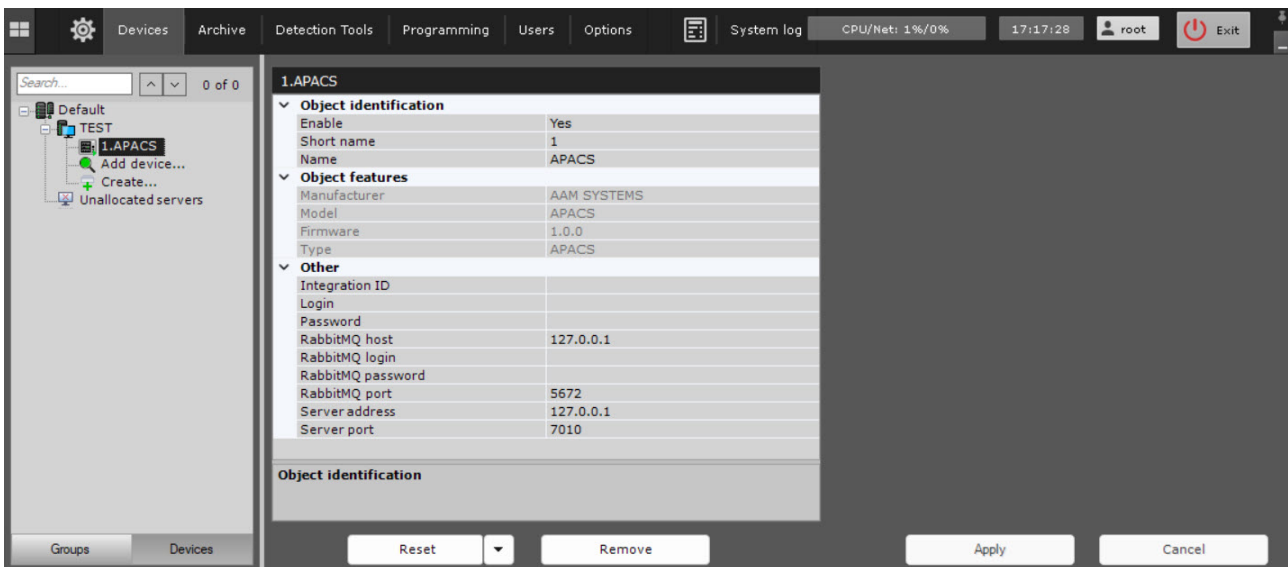 Devices Archive Detection Tools Programming Users Options System log CPU/Net: 1%/0% 17:17:28 root Exit
Search... 0 of 0
Default
TEST
1.APACS
Add device...
Create...
Unallocated servers
Groups Devices
1.APACS
Object identification
Enable Yes
Short name 1
Name APACS
Object features
Manufacturer AAM SYSTEMS
Model APACS
Firmware 1.0.0
Type APACS
Other
Integration ID
Login
Password
RabbitMQ host 127.0.0.1
RabbitMQ login
RabbitMQ password
RabbitMQ port 5672
Server address 127.0.0.1
Server port 7010
Object identification
Reset Remove Apply Cancel